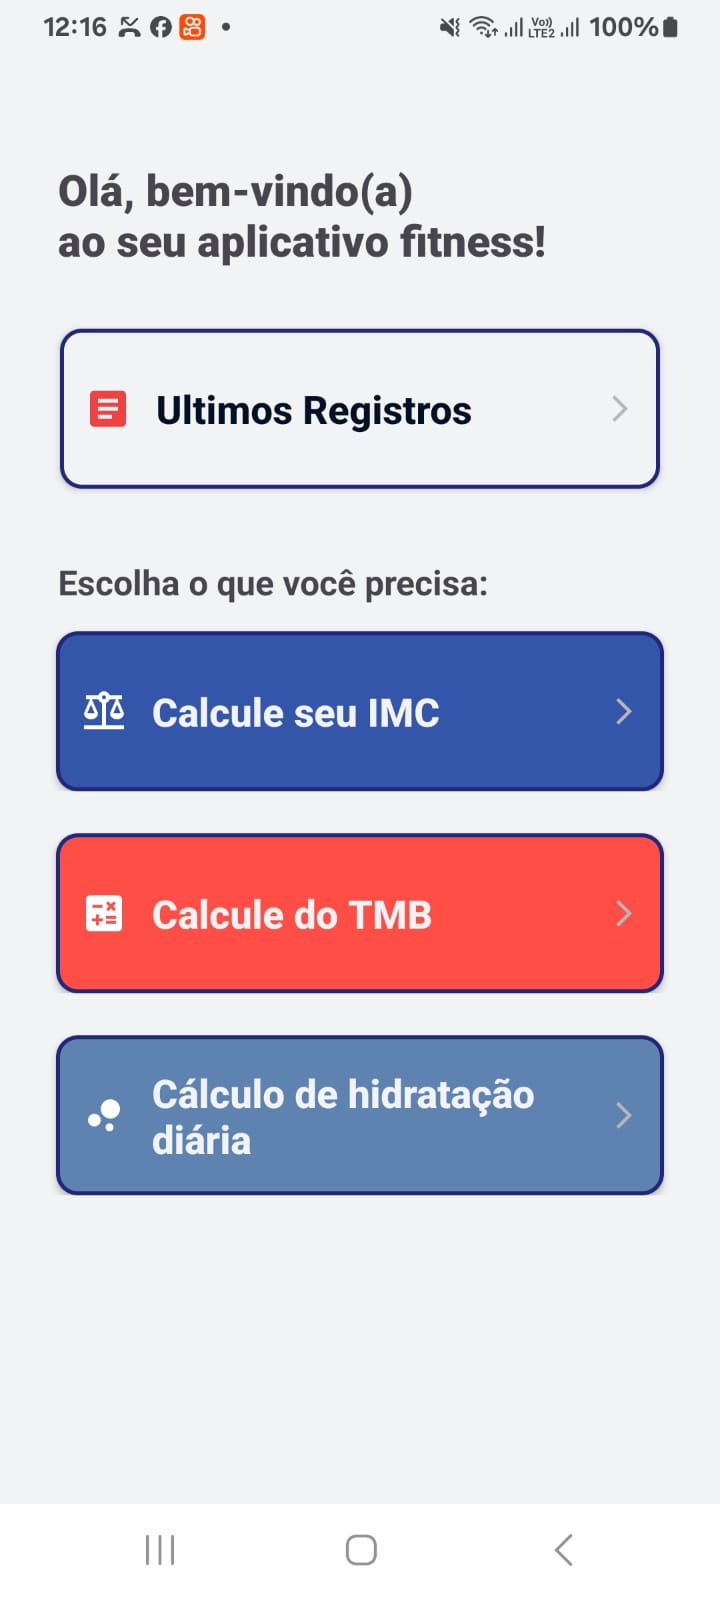 12:16
Vo))
LTE2
100%
Olá, bem-vindo(a)
ao seu aplicativo fitness!
Ultimos Registros
Escolha o que você precisa:
Calcule seu IMC
Calcule do TMB
Cálculo de hidratação
diária